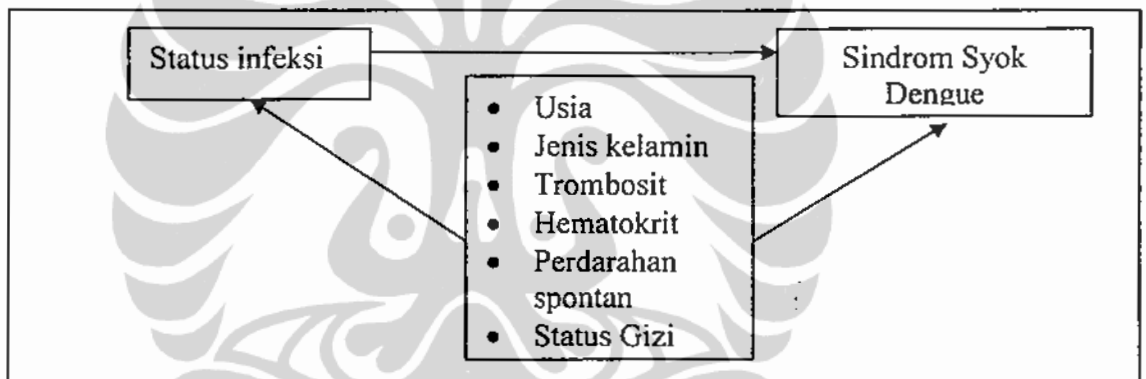 Status infeksi
Sindrom Syok
Dengue
• Usia
• Jenis kelamin
• Trombosit
• Hematokrit
• Perdarahan
spontan
• Status Gizi